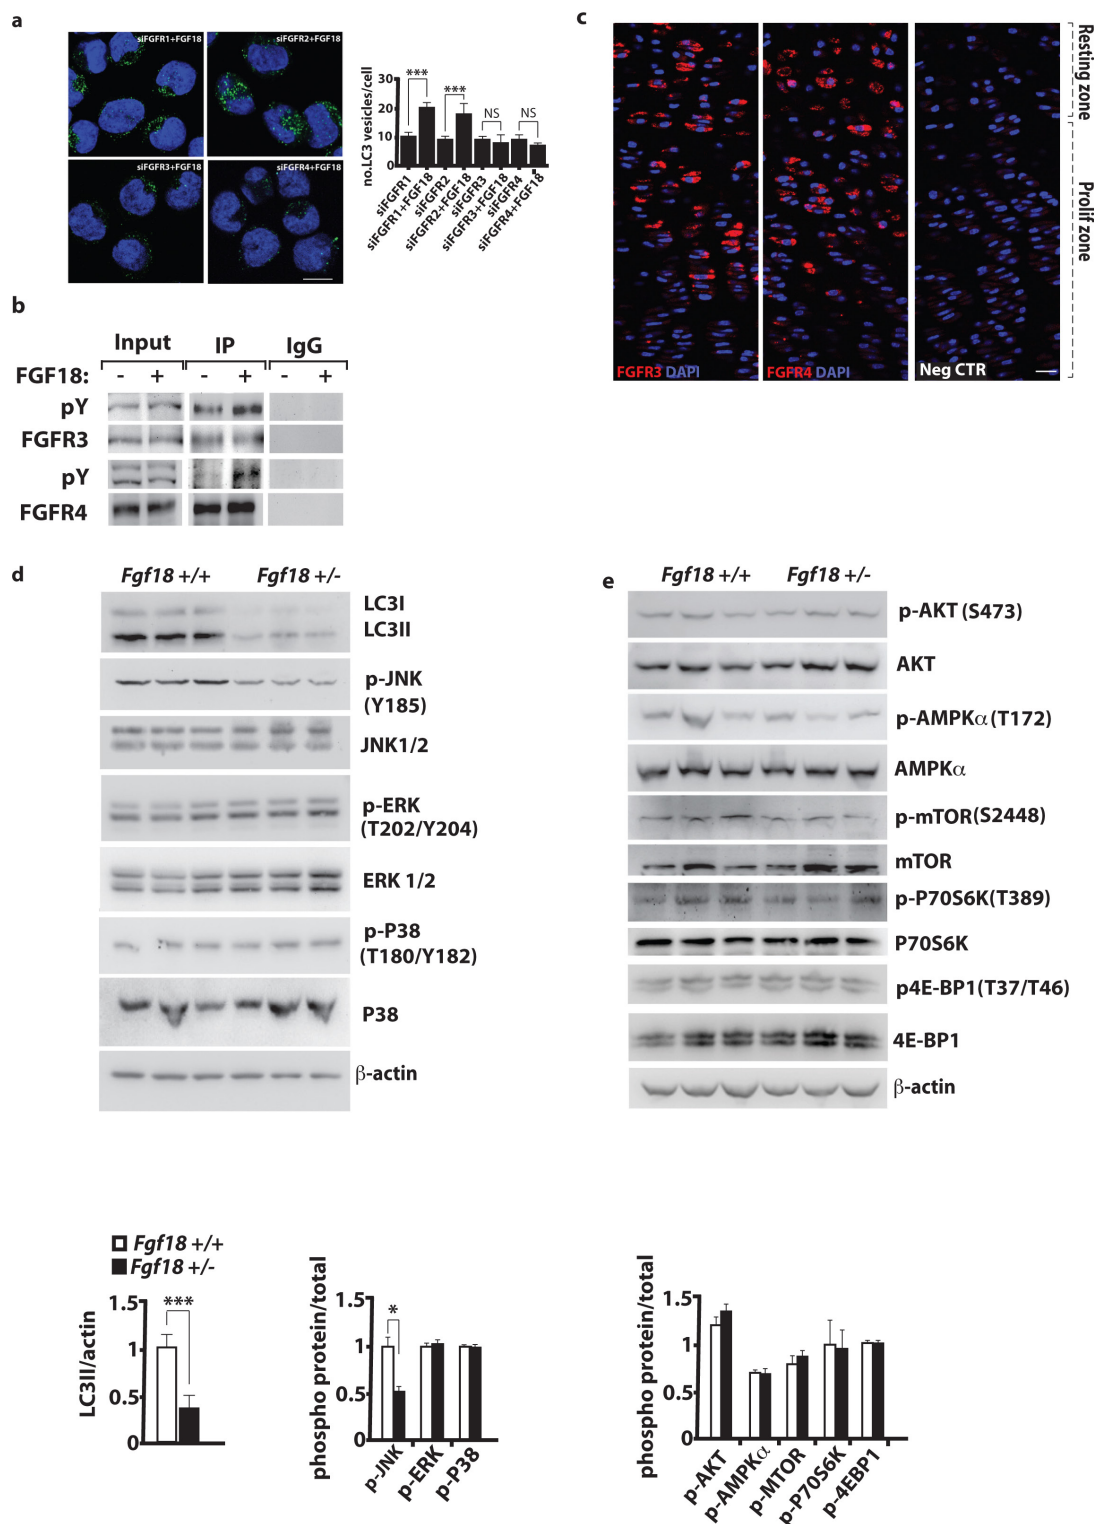 a
siFGFR1+FGF18
siFGFR2+FGF18
siFGFR3+FGF18
siFGFR4+FGF18
no.LC3 vesicles/cell
30
20
10
0
***
***
NS
NS
siFGFR1
siFGFR1+FGF18
siFGFR2
siFGFR2+FGF18
siFGFR3
siFGFR3+FGF18
siFGFR4
siFGFR4+FGF18
b
Input IP IgG
FGF18: - + - + - +
pY
FGFR3
pY
FGFR4
c
FGFR3 DAPI
FGFR4 DAPI
Neg CTR
Resting zone
Prolif zone
d
Fgf18 +/+ Fgf18 +/-
LC3I
LC3II
p-JNK
(Y185)
JNK1/2
p-ERK
(T202/Y204)
ERK 1/2
p-P38
(T180/Y182)
P38
β-actin
e
Fgf18 +/+ Fgf18 +/-
p-AKT (S473)
AKT
p-AMPKα (T172)
AMPKα
p-mTOR(S2448)
mTOR
p-P70S6K(T389)
P70S6K
p4E-BP1(T37/T46)
4E-BP1
β-actin
Fgf18 +/+
Fgf18 +/-
LC3II/actin
1.5
1
0.5
0
***
phospho protein/total
1.5
1
0.5
0
*
p-JNK
p-ERK
p-P38
phospho protein/total
1.5
1
0.5
0
p-AKT
p-AMPKα
p-MTOR
p-P70S6K
p-4EBP1